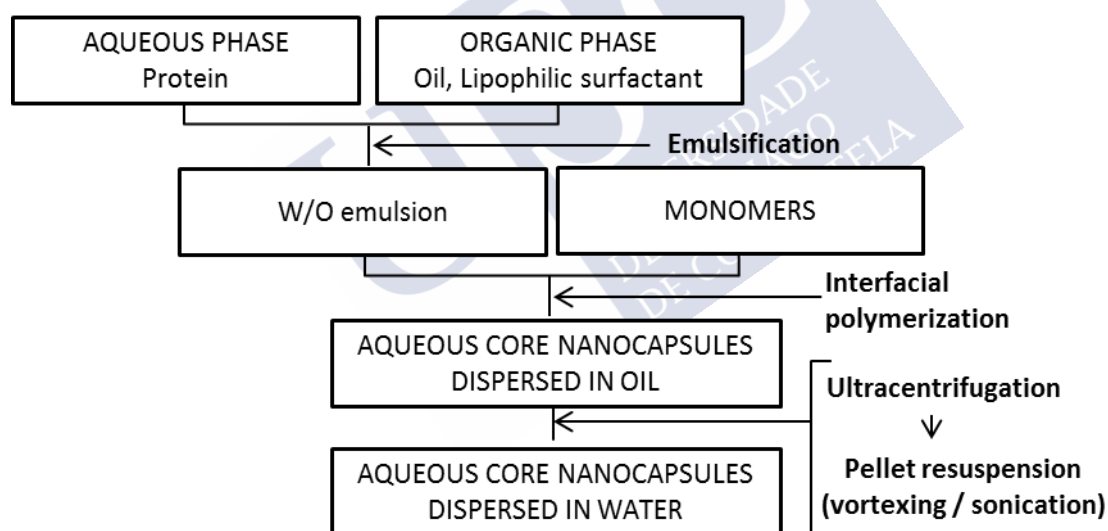 AQUEOUS PHASE
Protein
ORGANIC PHASE
Oil, Lipophilic surfactant
Emulsification
W/O emulsion
MONOMERS
Interfacial
polymerization
AQUEOUS CORE NANOCAPSULES
DISPERSED IN OIL
Ultracentrifugation
Pellet resuspension
(vortexing / sonication)
AQUEOUS CORE NANOCAPSULES
DISPERSED IN WATER